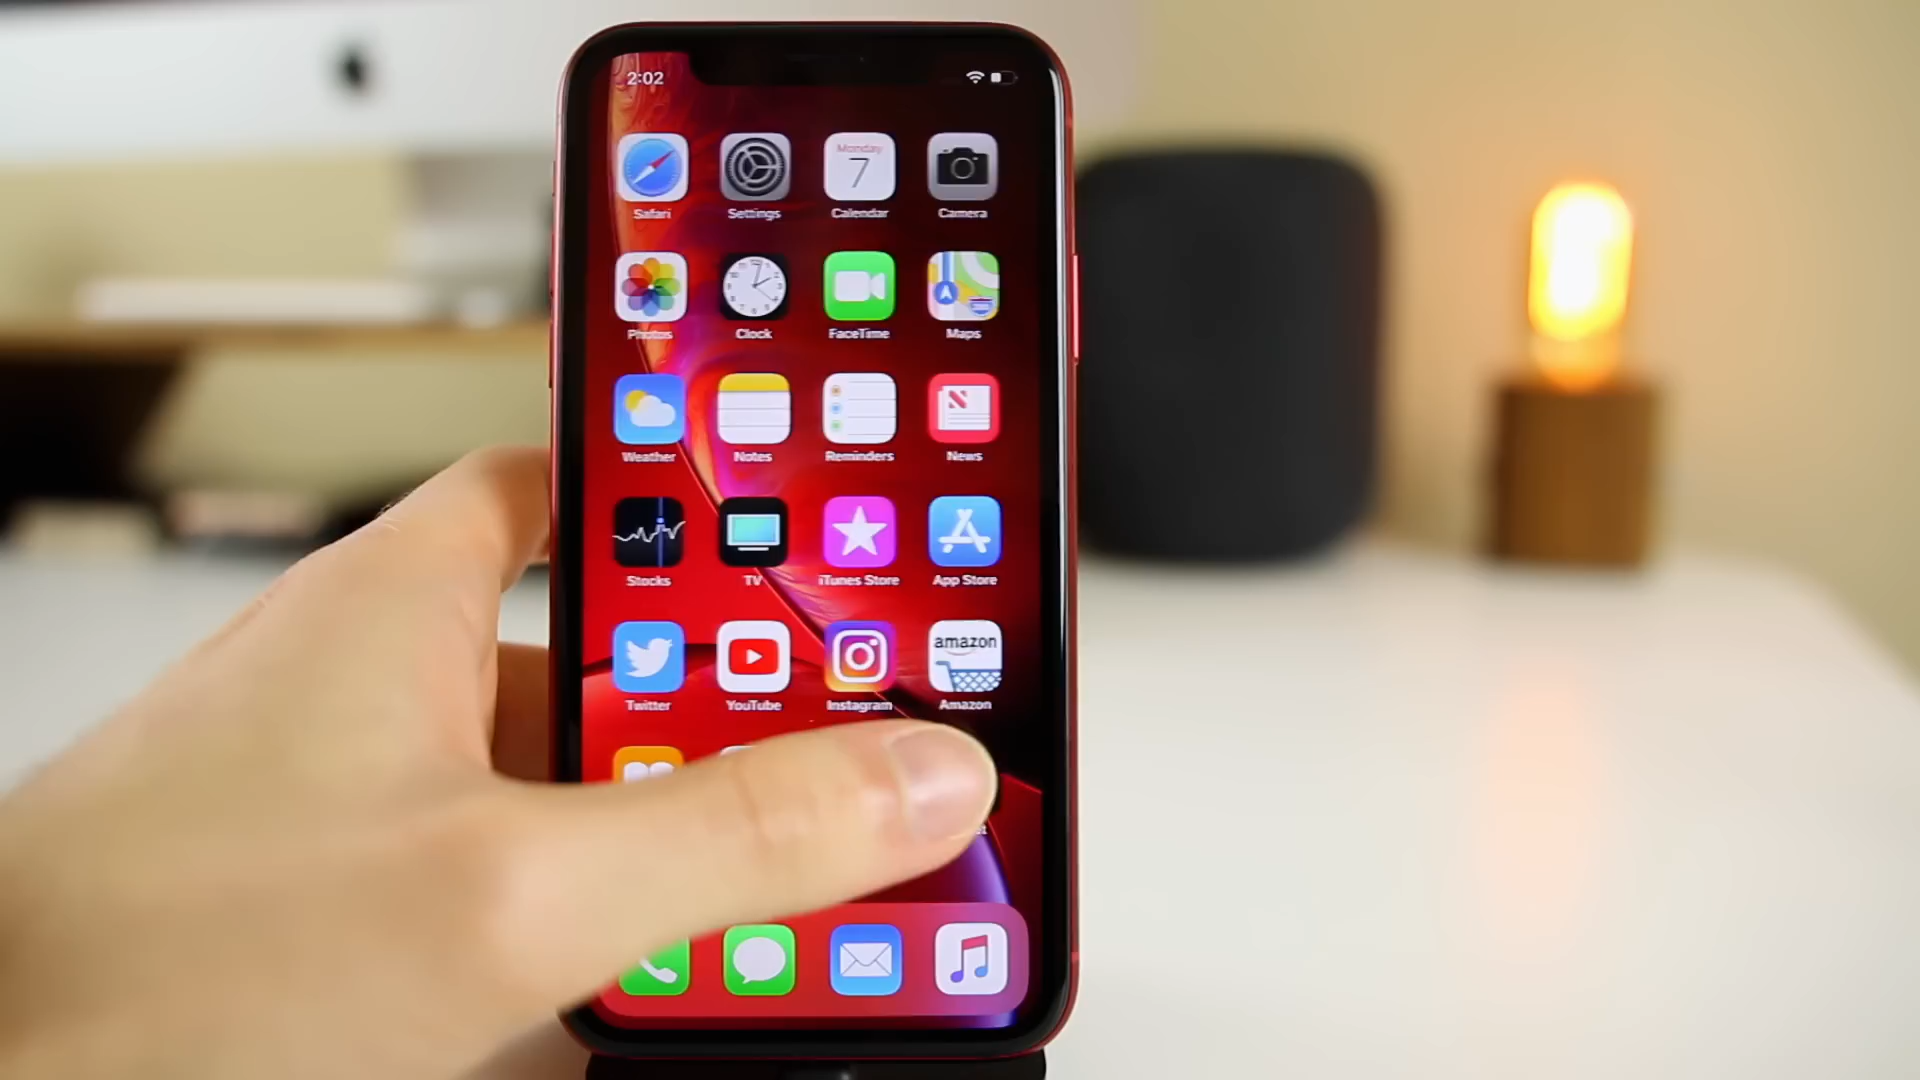 2:02
Monday
7
Safari Settings Calendar Camera
Photos Clock FaceTime Maps
Weather Notes Reminders News
Stocks TV iTunes Store App Store
amazon
Twitter YouTube Instagram Amazon